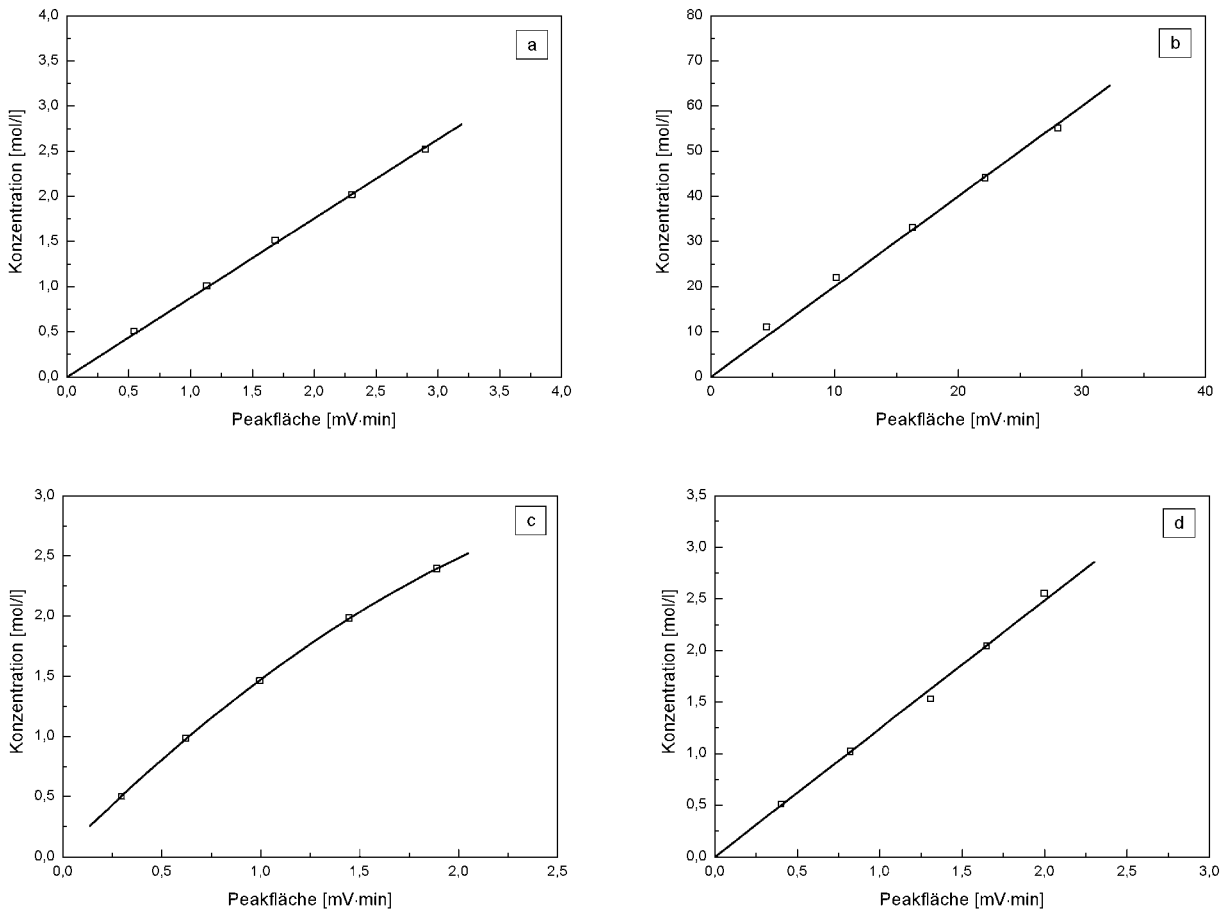 a
Konzentration [mol/l]
4,0
3,5
3,0
2,5
2,0
1,5
1,0
0,5
0,0
0,0 0,5 1,0 1,5 2,0 2,5 3,0 3,5 4,0
Peakfläche [mV·min]
b
Konzentration [mol/l]
80
70
60
50
40
30
20
10
0
0 10 20 30 40
Peakfläche [mV·min]
c
Konzentration [mol/l]
3,0
2,5
2,0
1,5
1,0
0,5
0,0
0,0 0,5 1,0 1,5 2,0 2,5
Peakfläche [mV·min]
d
Konzentration [mol/l]
3,5
3,0
2,5
2,0
1,5
1,0
0,5
0,0
0,0 0,5 1,0 1,5 2,0 2,5 3,0
Peakfläche [mV·min]